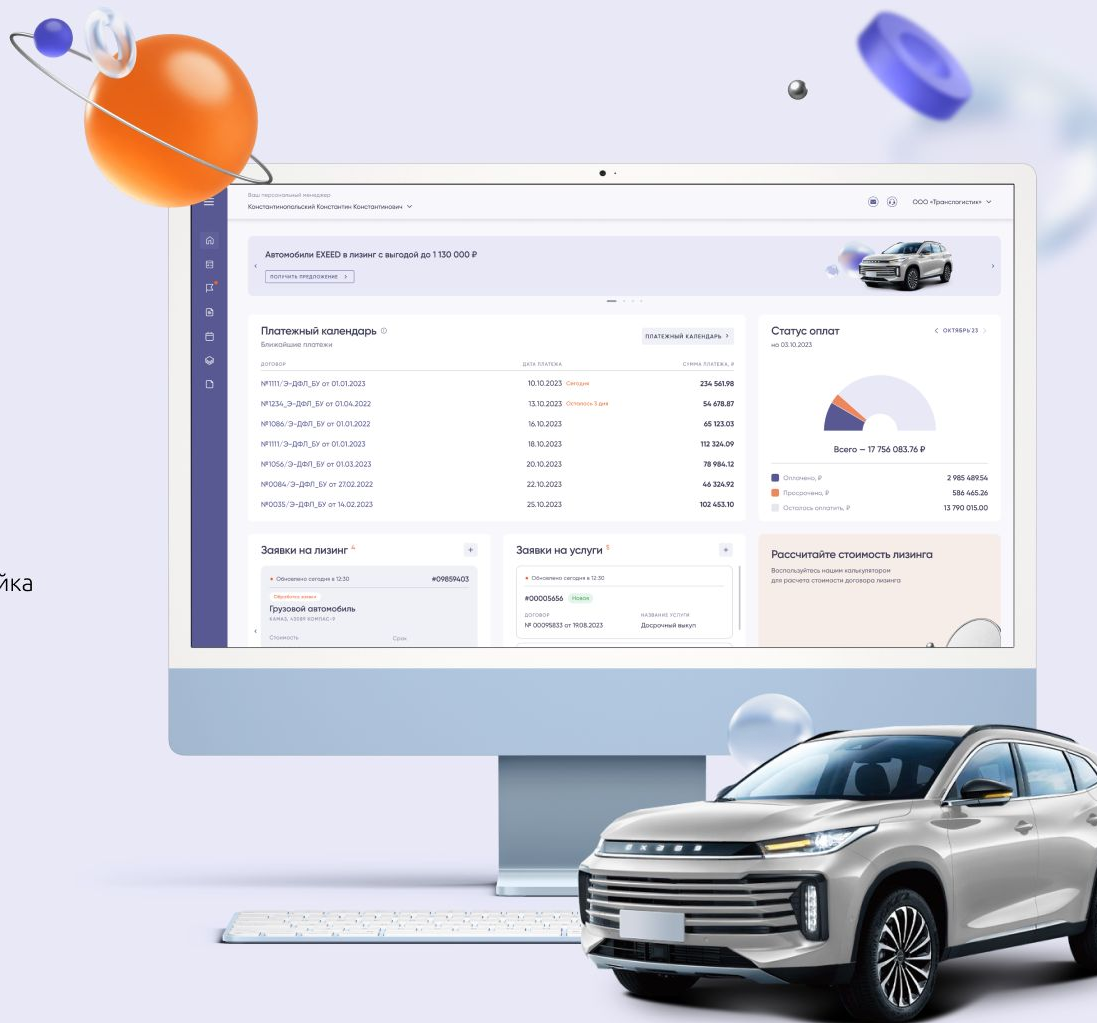 Ваш персональный менеджер
Константинопольский Константин Константинович
ООО «Транслогистик»
Автомобили EXEED в лизинг с выгодой до 1 130 000 ₽
ПОЛУЧИТЬ ПРЕДЛОЖЕНИЕ
Платежный календарь
Ближайшие платежи
ПЛАТЕЖНЫЙ КАЛЕНДАРЬ
ДОГОВОР ДАТА ПЛАТЕЖА СУММА ПЛАТЕЖА, ₽
№1111/Э-ДФЛ_БУ от 01.01.2023 10.10.2023 Сегодня 234 561.98
№1234_Э-ДФЛ_БУ от 01.04.2022 13.10.2023 Осталось 3 дня 54 678.87
№1086/Э-ДФЛ_БУ от 01.01.2022 16.10.2023 65 123.03
№1111/Э-ДФЛ_БУ от 01.01.2023 18.10.2023 112 324.09
№1056/Э-ДФЛ_БУ от 01.03.2023 20.10.2023 78 984.12
№0084/Э-ДФЛ_БУ от 27.02.2022 22.10.2023 46 324.92
№0035/Э-ДФЛ_БУ от 14.02.2023 25.10.2023 102 453.10
Статус оплат
ОКТЯБРЬ'23
на 03.10.2023
Всего — 17 756 083.76 ₽
Оплачено, ₽ 2 985 489.54
Просрочено, ₽ 586 465.26
Осталось оплатить, ₽ 13 790 015.00
Заявки на лизинг 4
Обновлено сегодня в 12:30 #09859403
Обработка заявки
Грузовой автомобиль
КАМАЗ, 43089 КОМПАС-9
Стоимость Срок
Заявки на услуги 5
Обновлено сегодня в 12:30
#00005656 Новая
ДОГОВОР НАЗВАНИЕ УСЛУГИ
№ 00095833 от 19.08.2023 Досрочный выкуп
Рассчитайте стоимость лизинга
Воспользуйтесь нашим калькулятором
для расчета стоимости договора лизинга
йка
EXEED